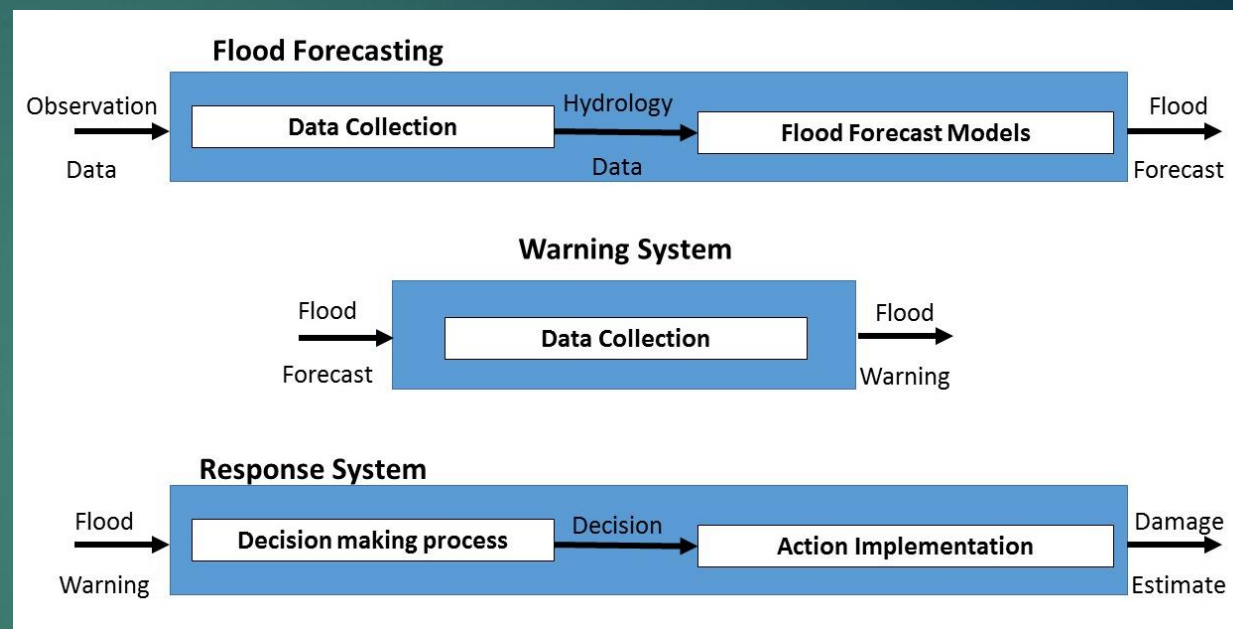 Flood Forecasting
Observation
Data
Data Collection
Hydrology
Data
Flood Forecast Models
Flood
Forecast
Warning System
Flood
Forecast
Data Collection
Flood
Warning
Response System
Flood
Warning
Decision making process
Decision
Action Implementation
Damage
Estimate